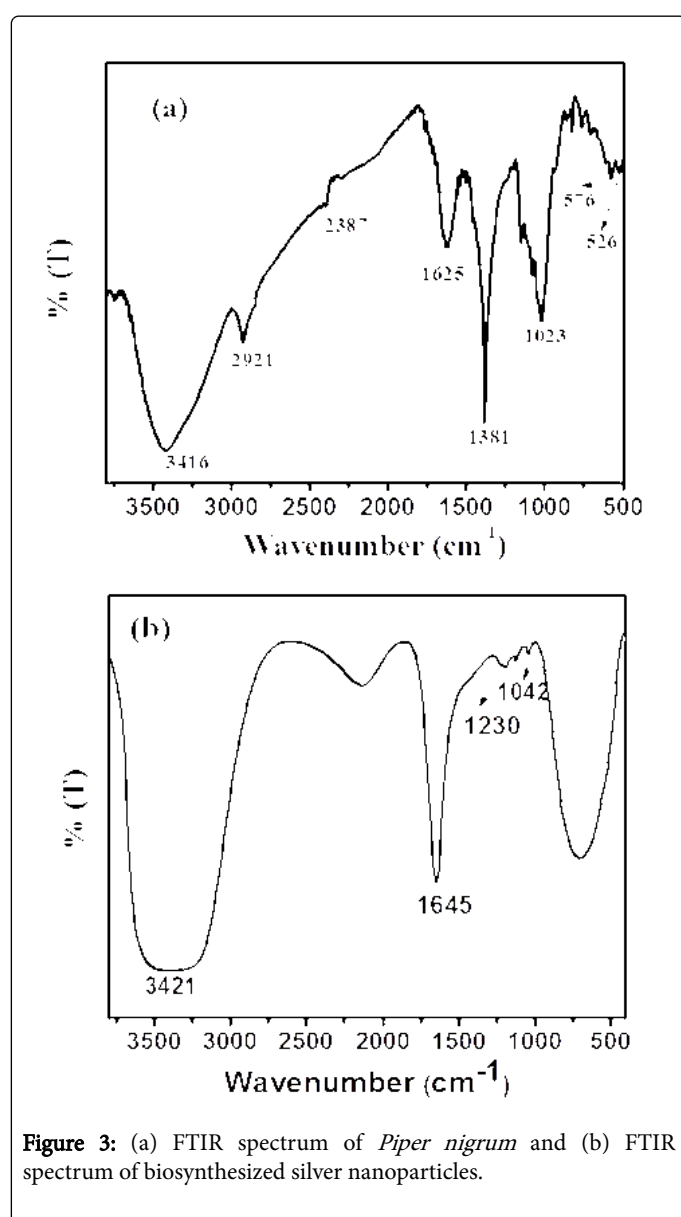 (a)
% (T)
2387
576
526
1625
2921
1023
1381
3416
3500 3000 2500 2000 1500 1000 500
Wavenumber (cm¹)
(b)
% (T)
1042
1230
1645
3421
3500 3000 2500 2000 1500 1000 500
Wavenumber (cm⁻¹)
Figure 3: (a) FTIR spectrum of Piper nigrum and (b) FTIR
spectrum of biosynthesized silver nanoparticles.